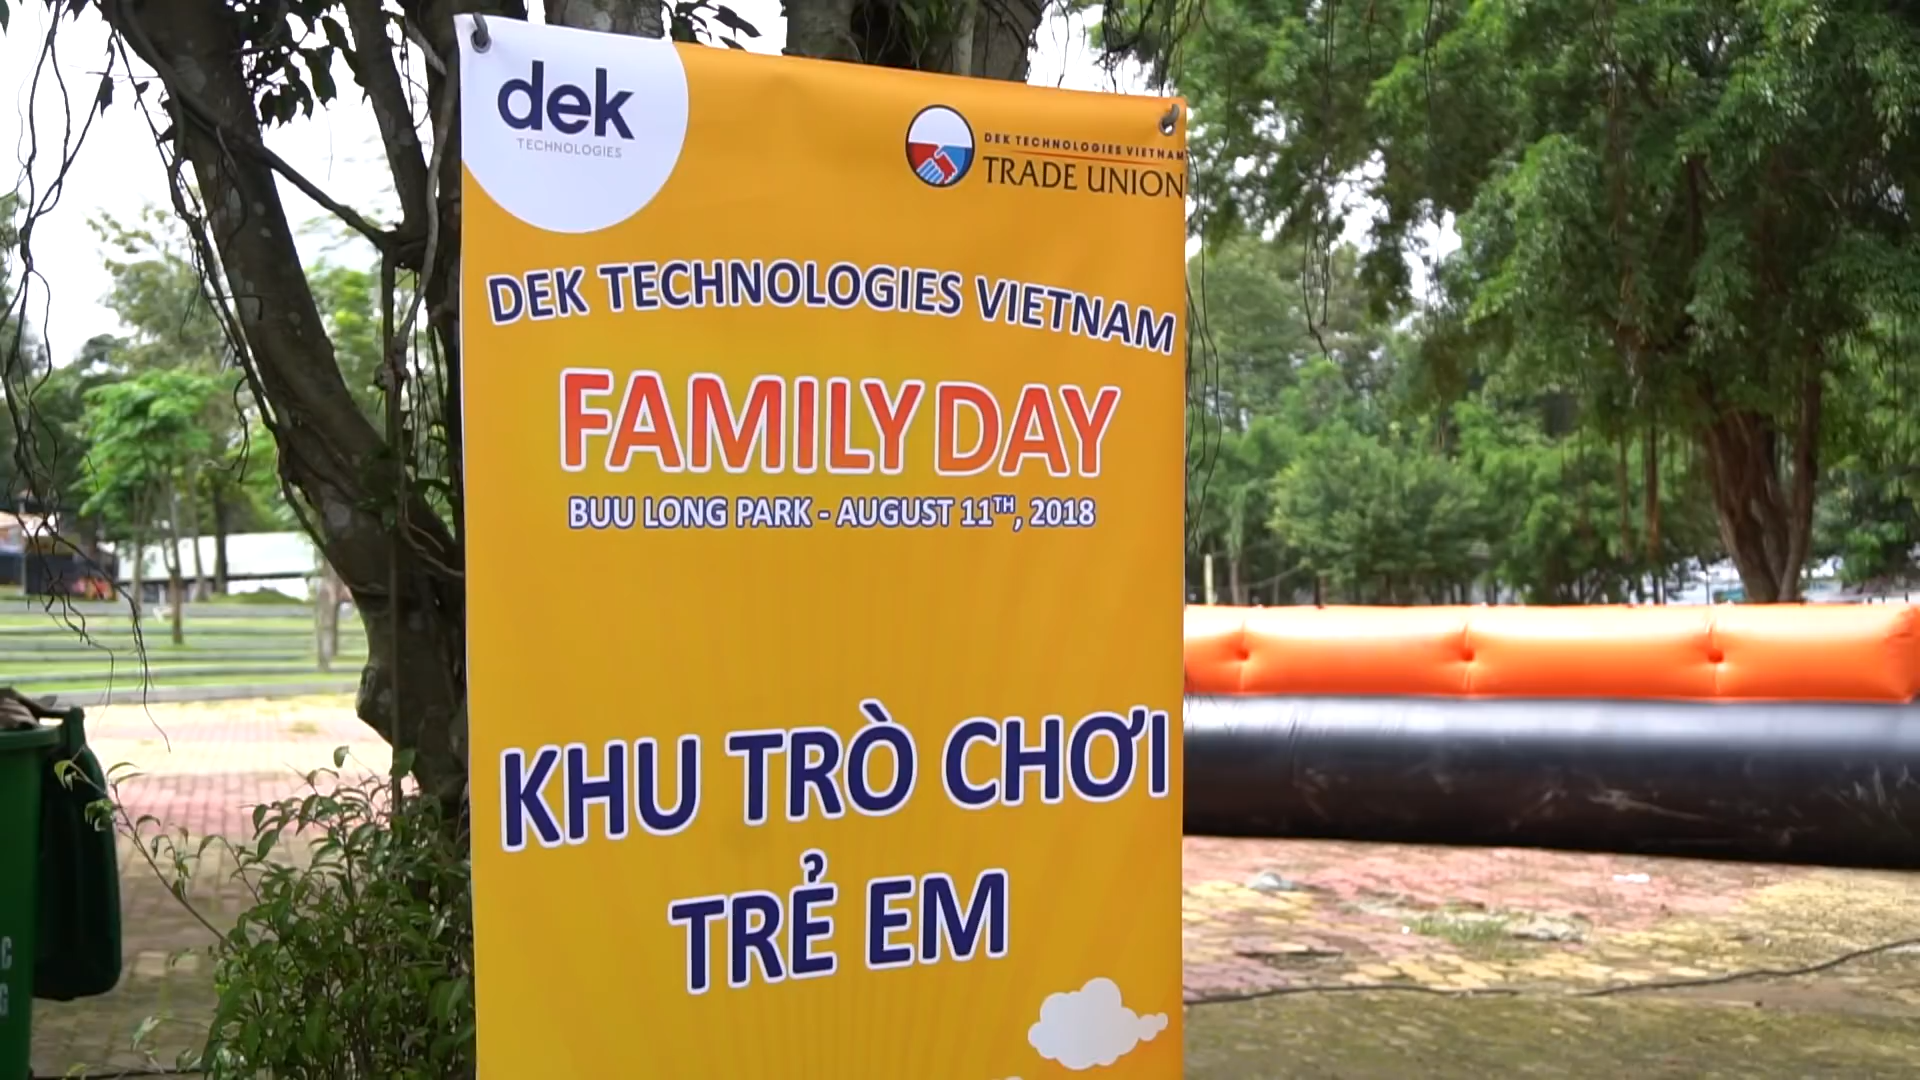 dek
TECHNOLOGIES
DEK TECHNOLOGIES VIETNAM
TRADE UNION
DEK TECHNOLOGIES VIETNAM
FAMILY DAY
BUU LONG PARK - AUGUST 11TH, 2018
KHU TRÒ CHƠI
TRẺ EM